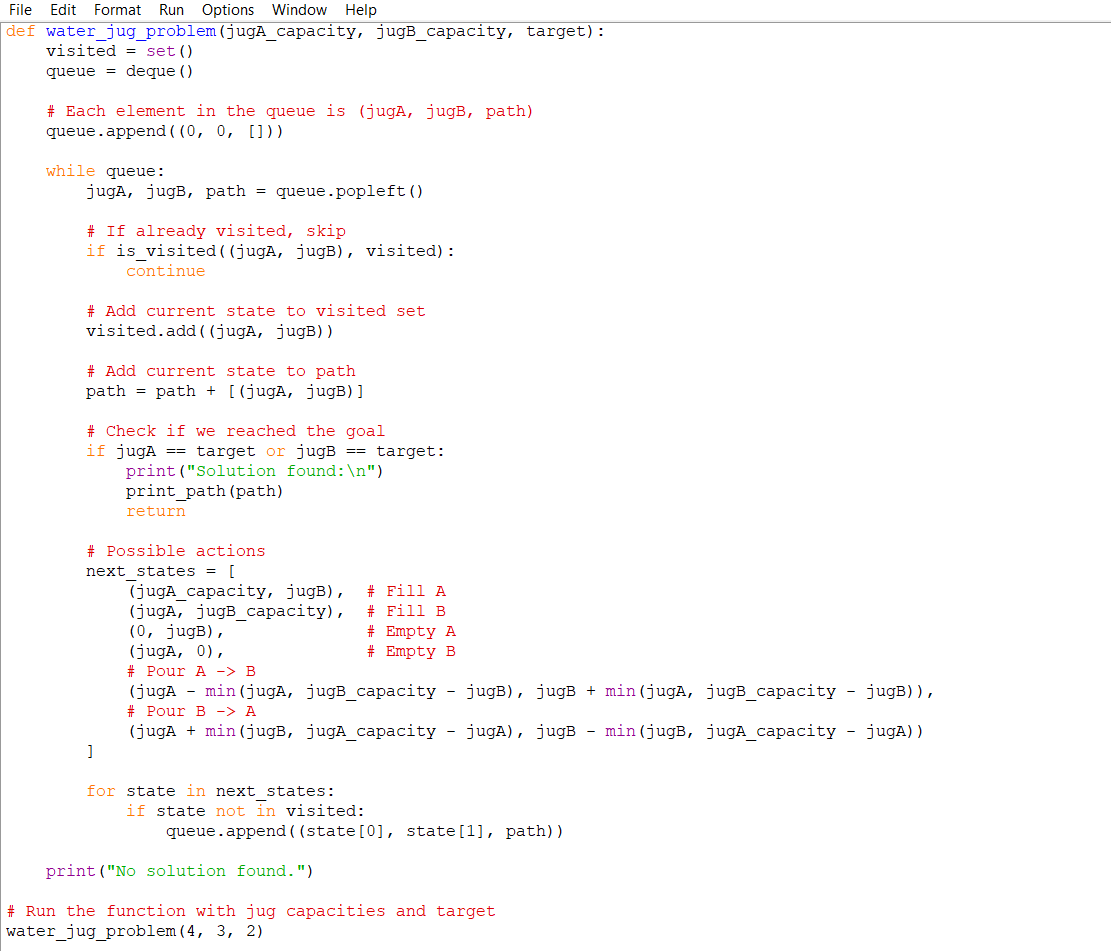 File Edit Format Run Options Window Help
def water_jug_problem(jugA_capacity, jugB_capacity, target):
    visited = set()
    queue = deque()

    # Each element in the queue is (jugA, jugB, path)
    queue.append((0, 0, []))

    while queue:
        jugA, jugB, path = queue.popleft()

        # If already visited, skip
        if is_visited((jugA, jugB), visited):
            continue

        # Add current state to visited set
        visited.add((jugA, jugB))

        # Add current state to path
        path = path + [(jugA, jugB)]

        # Check if we reached the goal
        if jugA == target or jugB == target:
            print("Solution found:\n")
            print_path(path)
            return

        # Possible actions
        next_states = [
            (jugA_capacity, jugB),  # Fill A
            (jugA, jugB_capacity),  # Fill B
            (0, jugB),              # Empty A
            (jugA, 0),              # Empty B
            # Pour A -> B
            (jugA - min(jugA, jugB_capacity - jugB), jugB + min(jugA, jugB_capacity - jugB)),
            # Pour B -> A
            (jugA + min(jugB, jugA_capacity - jugA), jugB - min(jugB, jugA_capacity - jugA))
        ]

        for state in next_states:
            if state not in visited:
                queue.append((state[0], state[1], path))

    print("No solution found.")

# Run the function with jug capacities and target
water_jug_problem(4, 3, 2)